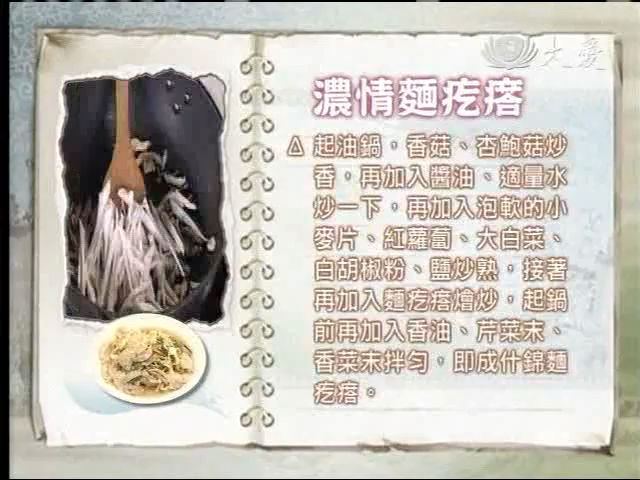 大愛
濃情麵疙瘩
△ 起油鍋，香菇、杏鮑菇炒
香，再加入醬油、適量水
炒一下，再加入泡軟的小
麥片、紅蘿蔔、大白菜、
白胡椒粉、鹽炒熟，接著
再加入麵疙瘩燴炒，起鍋
前再加入香油、芹菜末、
香菜末拌勻，即成什錦麵
疙瘩。